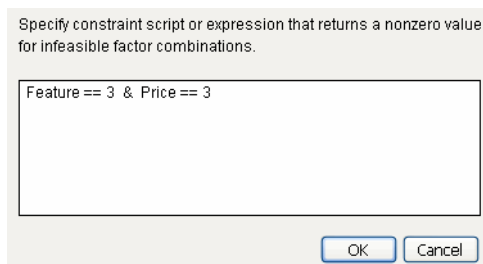 Specify constraint script or expression that returns a nonzero value
for infeasible factor combinations.
Feature == 3 & Price == 3
OK Cancel